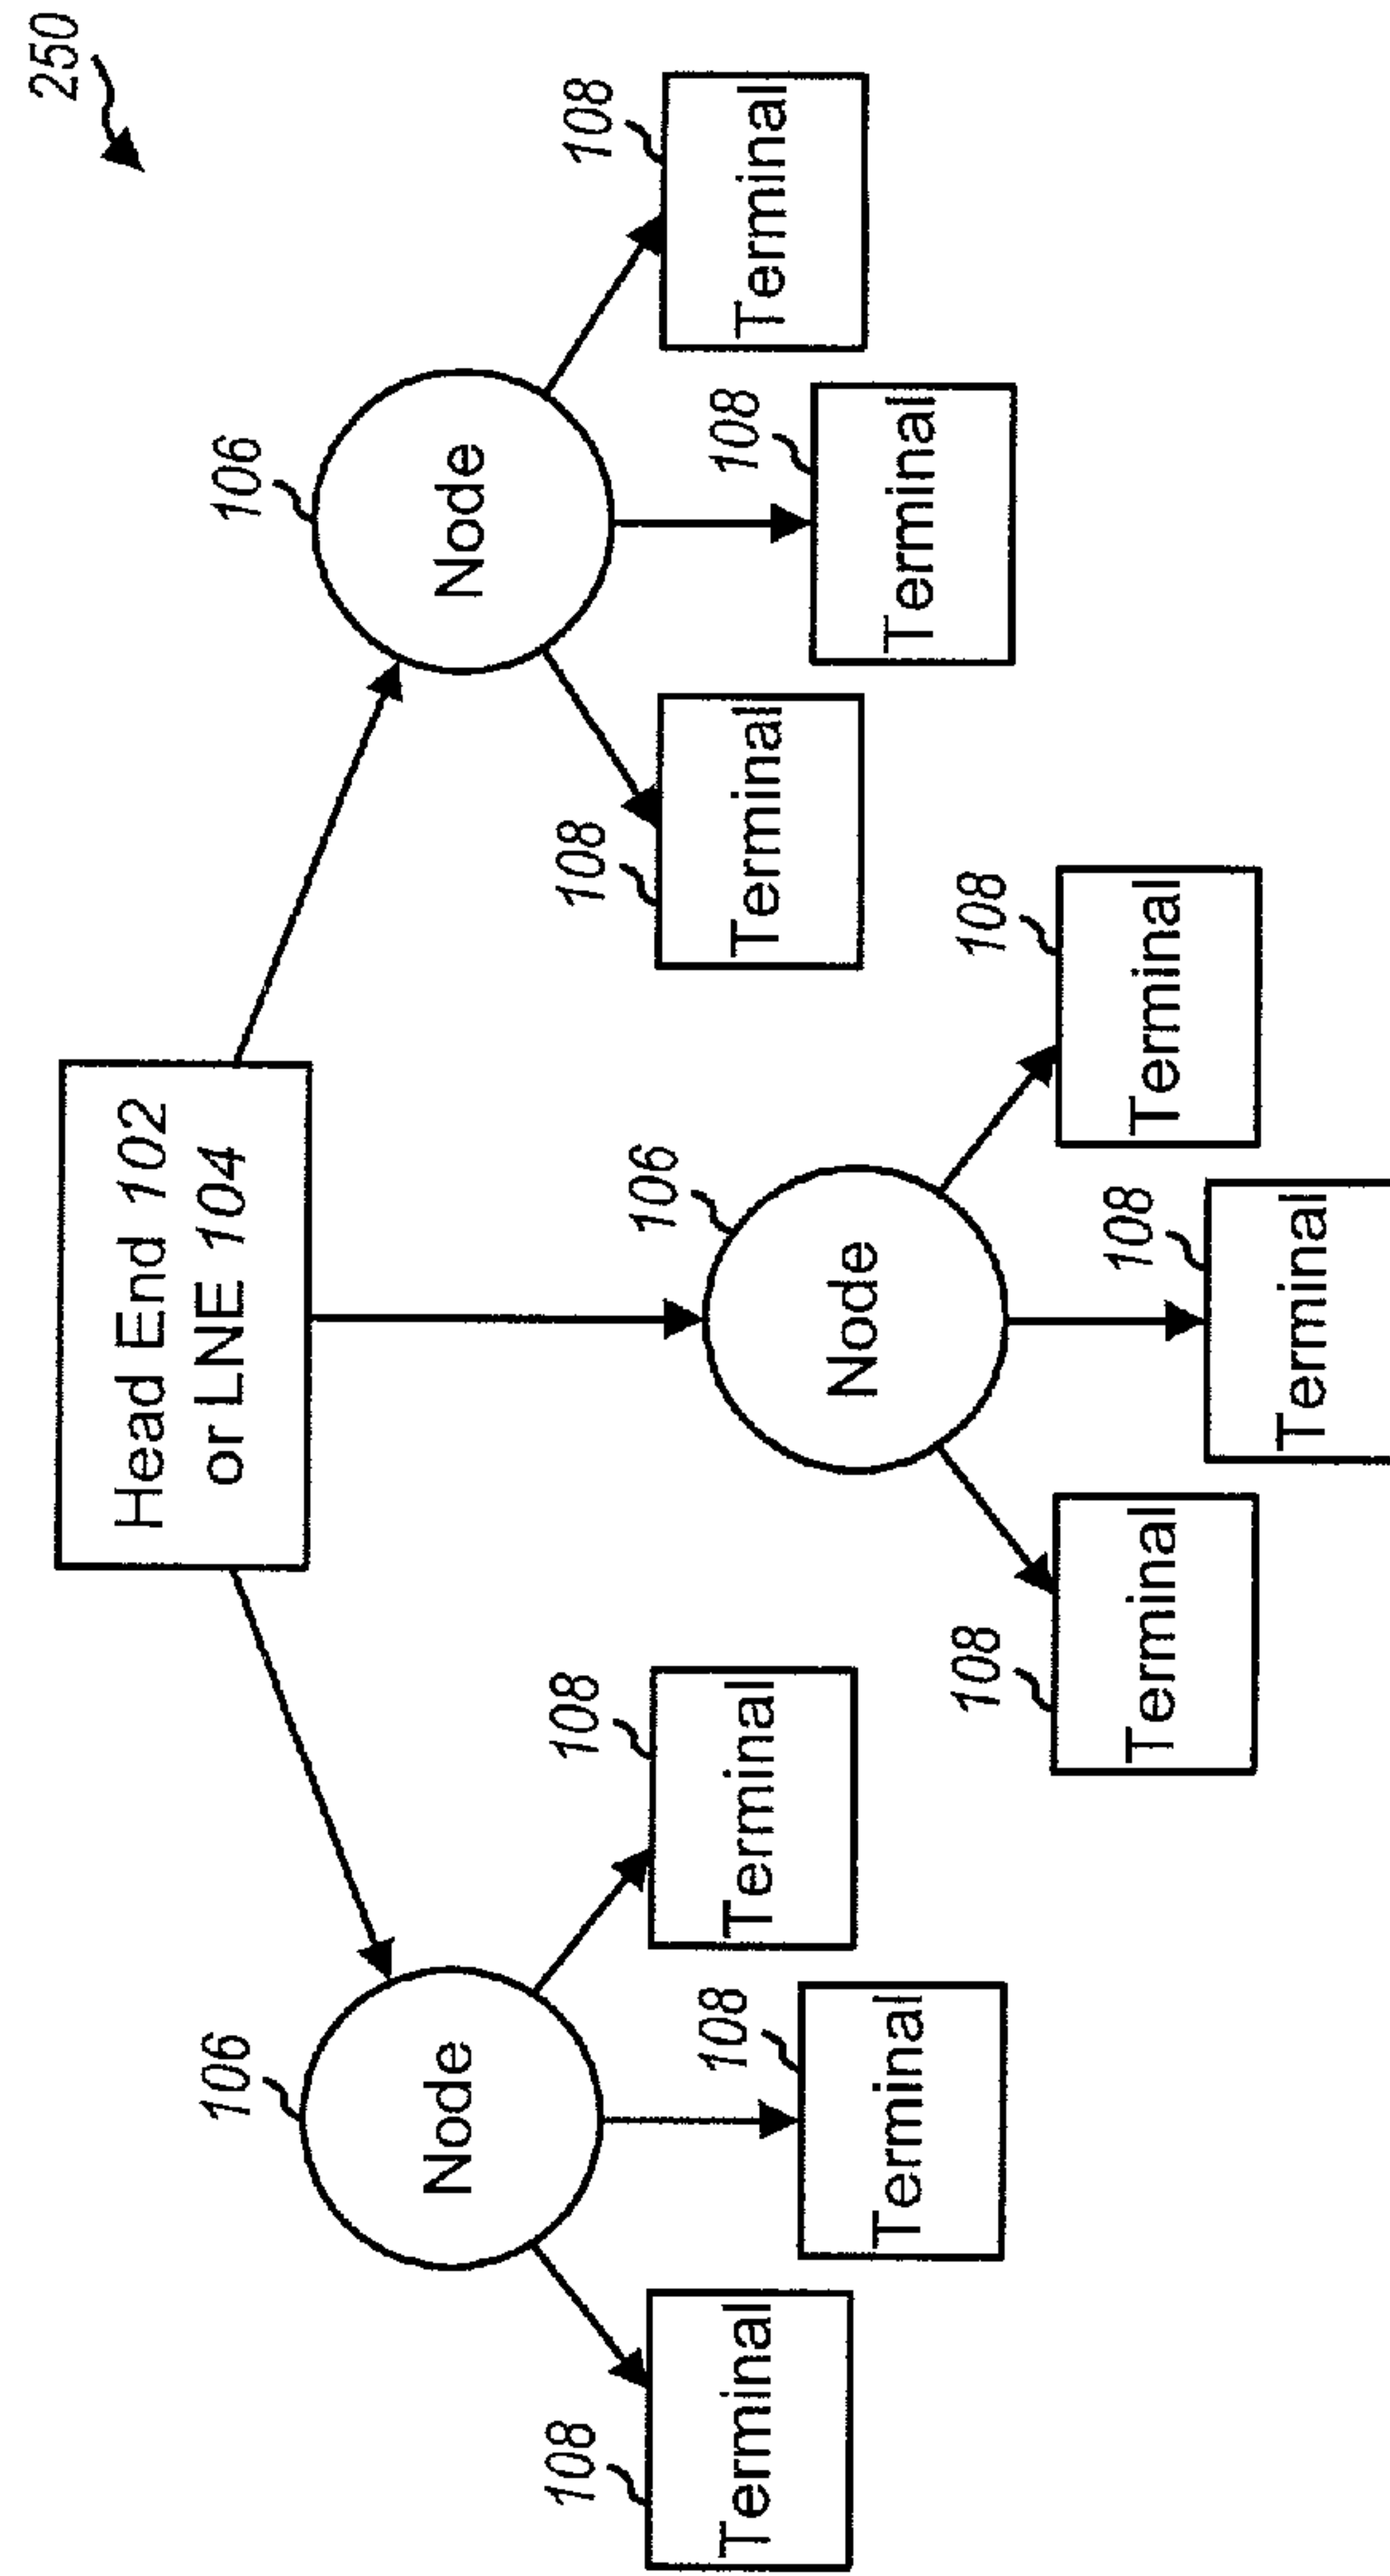 250
Head End 102
or LNE 104
106
106
Node
Node
108
108
108
108
106
108
108
Terminal
Terminal
Terminal
Terminal
Node
Terminal
Terminal
108
108
108
Terminal
Terminal
Terminal